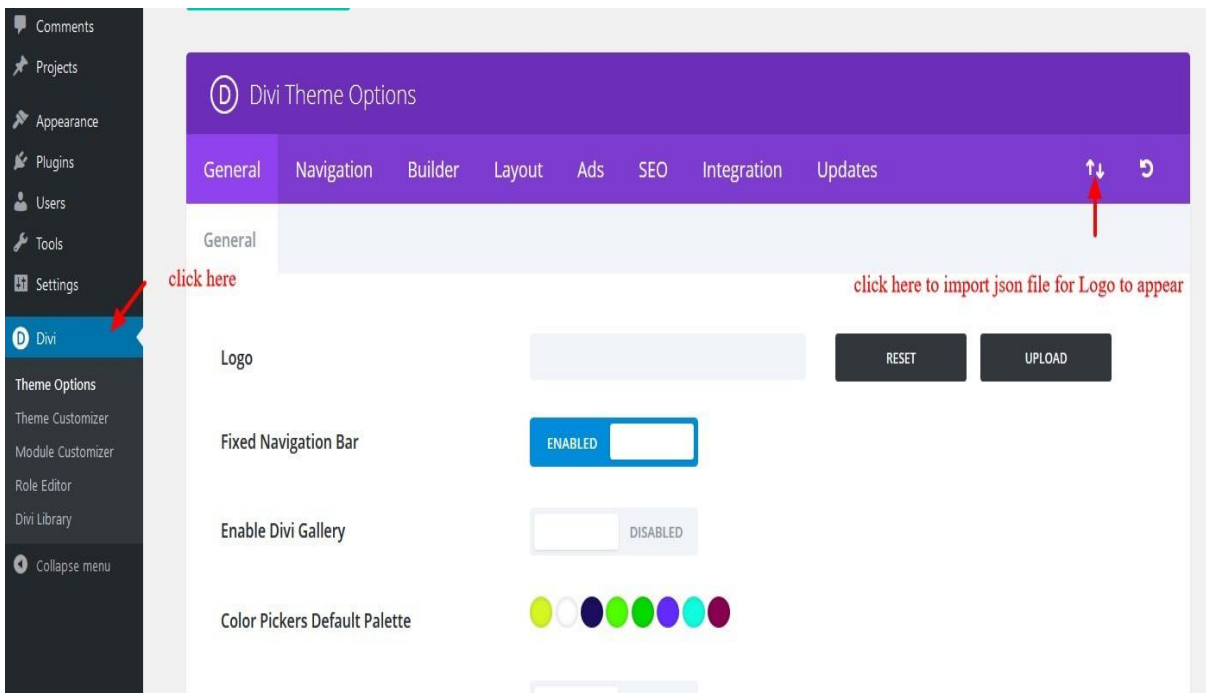 Comments
Projects
Appearance
Plugins
Users
Tools
Settings
Divi
Theme Options
Theme Customizer
Module Customizer
Role Editor
Divi Library
Collapse menu
click here
D Divi Theme Options
General Navigation Builder Layout Ads SEO Integration Updates
General
click here to import json file for Logo to appear
Logo RESET UPLOAD
Fixed Navigation Bar ENABLED
Enable Divi Gallery DISABLED
Color Pickers Default Palette